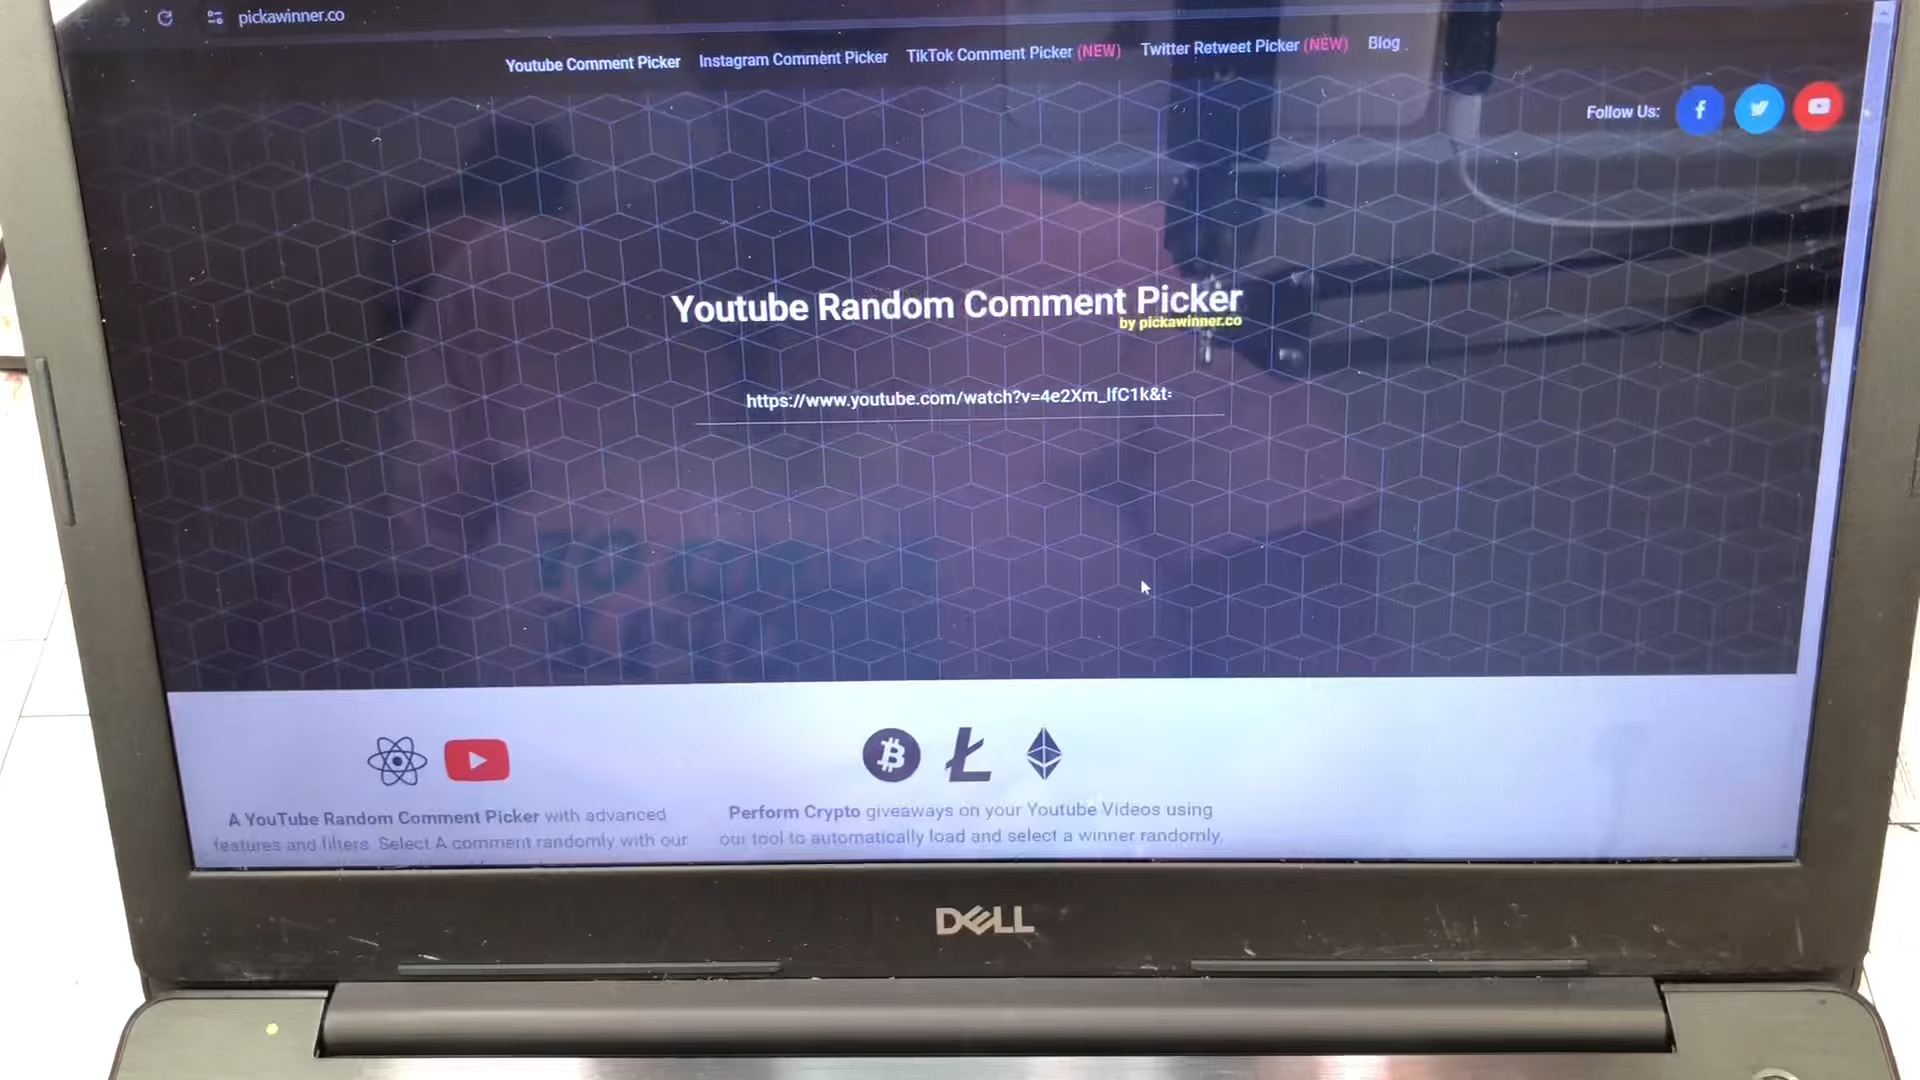 pickawinner.co
Youtube Comment Picker Instagram Comment Picker TikTok Comment Picker (NEW) Twitter Retweet Picker (NEW) Blog
Follow Us:
Youtube Random Comment Picker
by pickawinner.co
https://www.youtube.com/watch?v=4e2Xm_IfC1k&t=
A YouTube Random Comment Picker with advanced
features and filters. Select A comment randomly with our
Perform Crypto giveaways on your Youtube Videos using
our tool to automatically load and select a winner randomly.
DELL